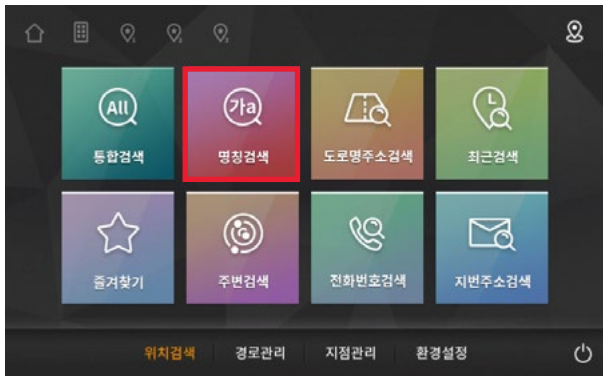 All
가a
통합검색 명칭검색 도로명주소검색 최근검색
즐겨찾기 주변검색 전화번호검색 지번주소검색
위치검색 경로관리 지점관리 환경설정